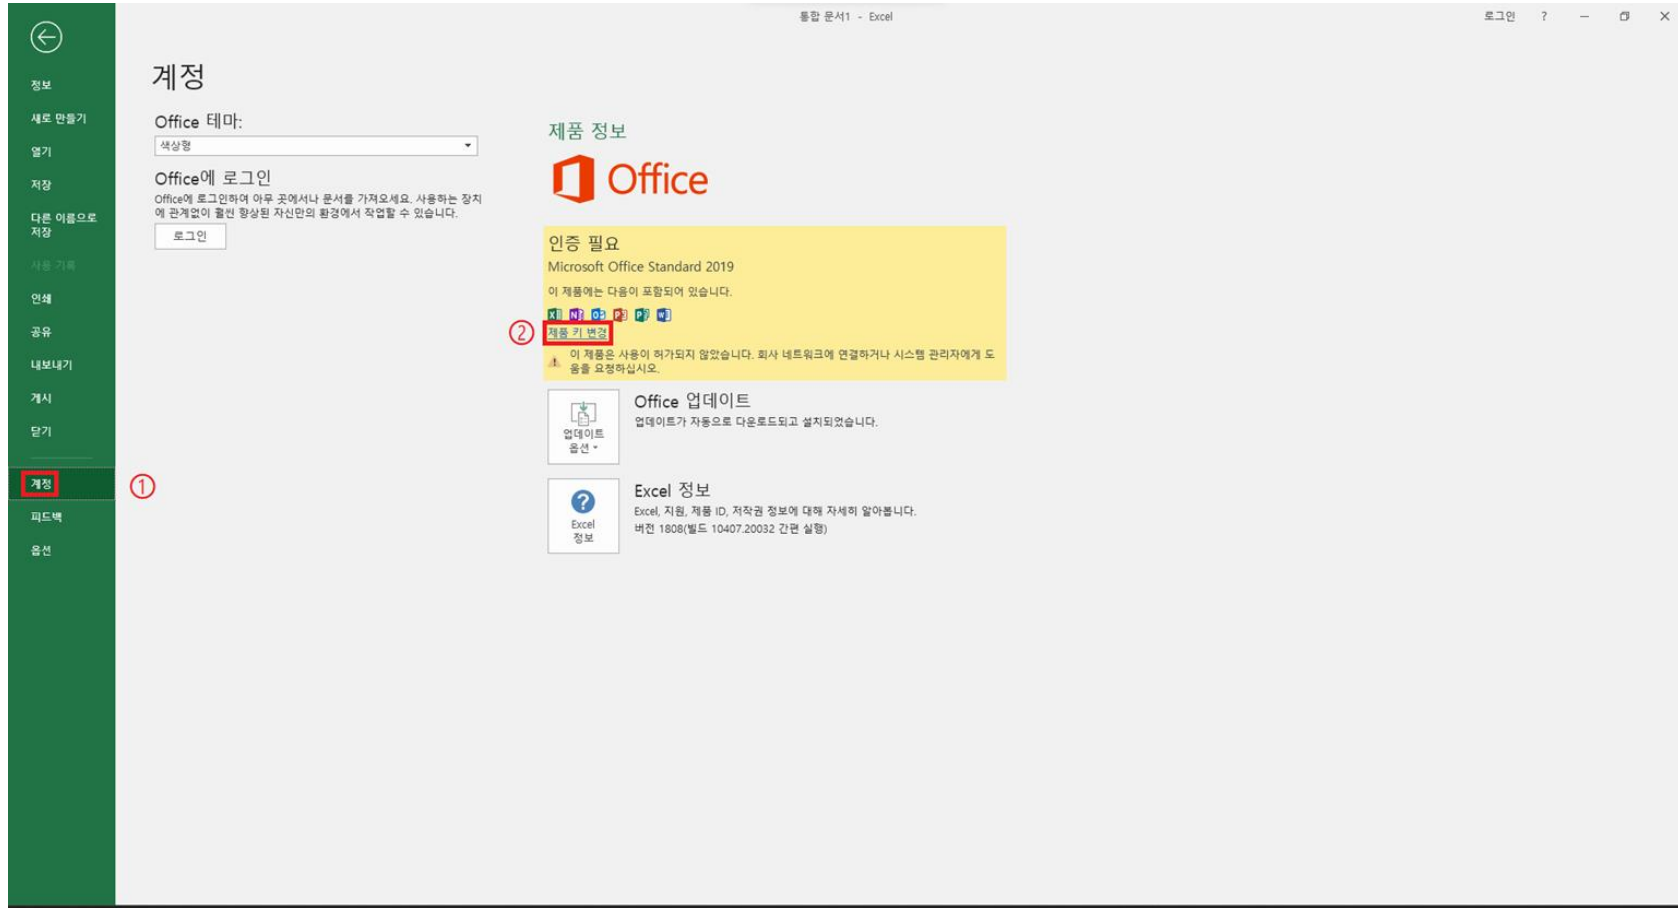 통합 문서1 - Excel
로그인 ?
정보
새로 만들기
열기
저장
다른 이름으로
저장
사용 기록
인쇄
공유
내보내기
게시
닫기
계정
①
피드백
옵션
계정
Office 테마:
색상형
Office에 로그인
Office에 로그인하여 아무 곳에서나 문서를 가져오세요. 사용하는 장치
에 관계없이 훨씬 향상된 자신만의 환경에서 작업할 수 있습니다.
로그인
제품 정보
Office
인증 필요
Microsoft Office Standard 2019
이 제품에는 다음이 포함되어 있습니다.
② 제품 키 변경
이 제품은 사용이 허가되지 않았습니다. 회사 네트워크에 연결하거나 시스템 관리자에게 도
움을 요청하십시오.
업데이트
옵션
Office 업데이트
업데이트가 자동으로 다운로드되고 설치되었습니다.
Excel
정보
Excel 정보
Excel, 지원, 제품 ID, 저작권 정보에 대해 자세히 알아봅니다.
버전 1808(빌드 10407.20032 간편 실행)